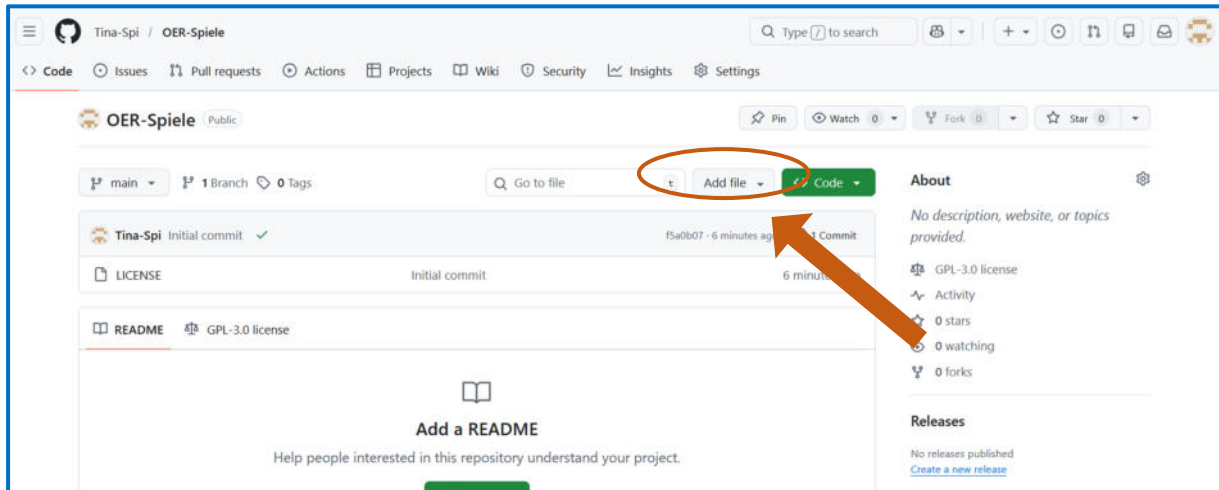 Tina-Spi / OER-Spiele Type / to search
Code Issues Pull requests Actions Projects Wiki Security Insights Settings
OER-Spiele Public Pin Watch 0 Fork 0 Star 0
main 1 Branch 0 Tags Go to file t Add file Code
Tina-Spi Initial commit f5a0b07 · 6 minutes 1 Commit
LICENSE Initial commit 6
README GPL-3.0 license
Add a README
Help people interested in this repository understand your project.
About
No description, website, or topics
provided.
GPL-3.0 license
Activity
0 stars
0 watching
0 forks
Releases
No releases published
Create a new release